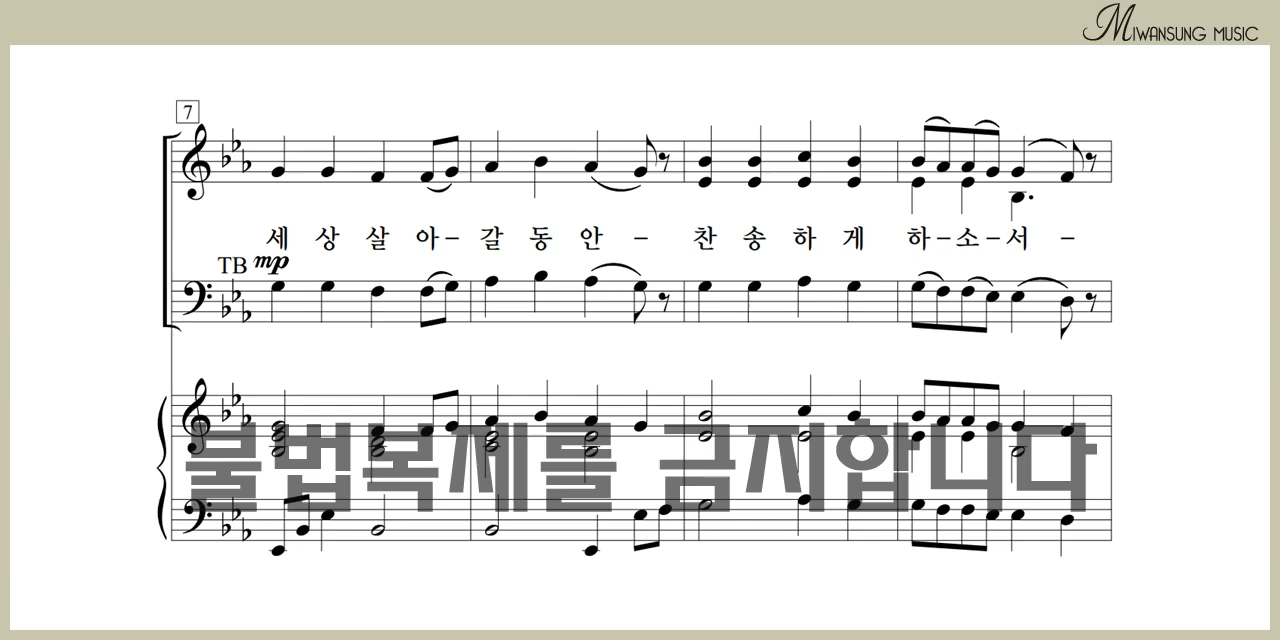 MIWANSUNG MUSIC
7
세 상 살 아– 갈 동 안 – 찬 송 하 게 하–소–서 –
TB mp
불법복제를 금지합니다